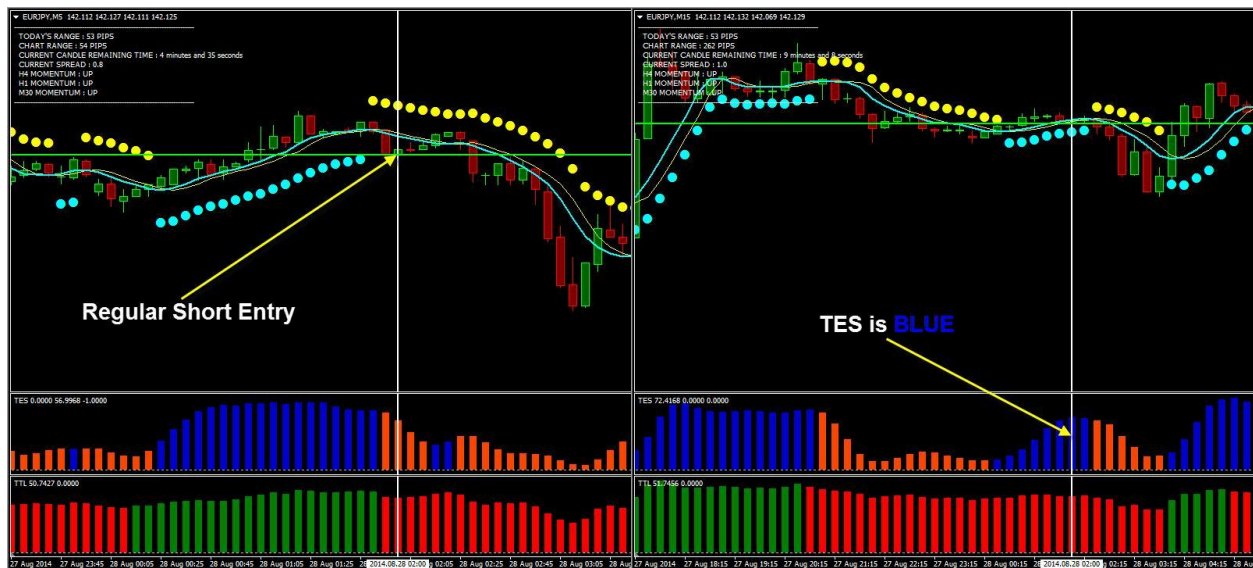 EURJPY,M5 142.112 142.127 142.111 142.125
TODAY'S RANGE : 53 PIPS
CHART RANGE : 54 PIPS
CURRENT CANDLE REMAINING TIME : 4 minutes and 35 seconds
CURRENT SPREAD : 0.8
H4 MOMENTUM : UP
H1 MOMENTUM : UP
M30 MOMENTUM : UP
Regular Short Entry
TES 0.0000 56.9968 -1.0000
TTL 50.7427 0.0000
27 Aug 2014 27 Aug 23:45 28 Aug 00:05 28 Aug 00:25 28 Aug 00:45 28 Aug 01:05 28 Aug 01:25 2014.08.28 02:00 28 Aug 02:25 28 Aug 02:45 28 Aug 03:05 28 Aug 03:25
EURJPY,M15 142.112 142.132 142.069 142.129
TODAY'S RANGE : 53 PIPS
CHART RANGE : 262 PIPS
CURRENT CANDLE REMAINING TIME : 9 minutes and 8 seconds
CURRENT SPREAD : 1.0
H4 MOMENTUM : UP
H1 MOMENTUM : UP
M30 MOMENTUM : UP
TES is BLUE
TES 72.4168 0.0000 0.0000
TTL 51.7456 0.0000
27 Aug 2014 27 Aug 18:15 27 Aug 19:15 27 Aug 20:15 27 Aug 21:15 27 Aug 22:15 27 Aug 23:15 28 Aug 00:15 28 Aug 01:15 2014.08.28 02:00 02:15 28 Aug 03:15 28 Aug 04:15